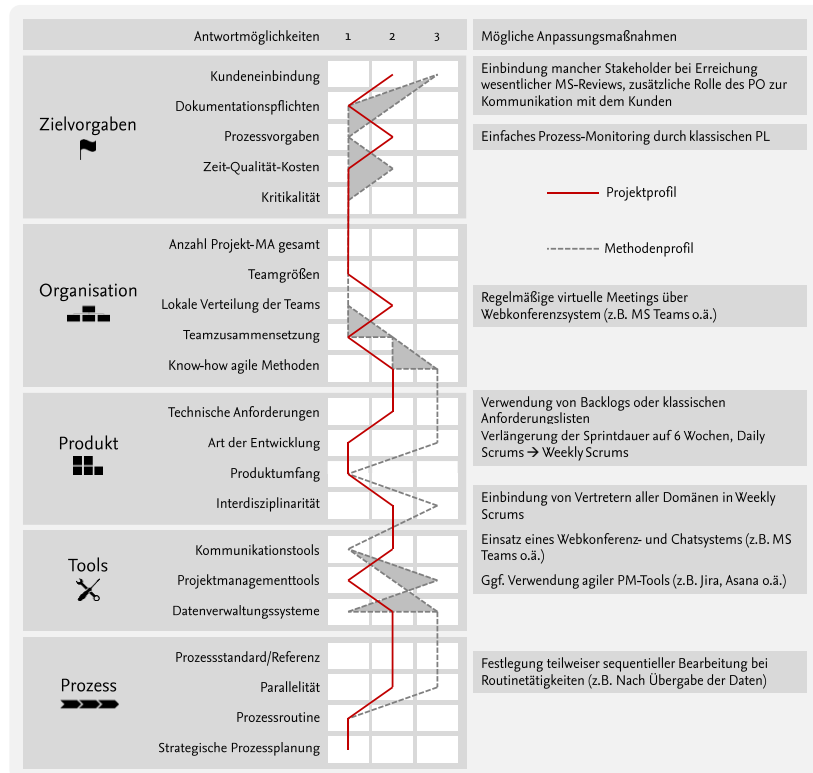 Antwortmöglichkeiten 1 2 3 Mögliche Anpassungsmaßnahmen
Zielvorgaben
Kundeneinbindung
Dokumentationspflichten
Prozessvorgaben
Zeit-Qualität-Kosten
Kritikalität
Einbindung mancher Stakeholder bei Erreichung
wesentlicher MS-Reviews, zusätzliche Rolle des PO zur
Kommunikation mit dem Kunden
Einfaches Prozess-Monitoring durch klassischen PL
Projektprofil
Methodenprofil
Organisation
Anzahl Projekt-MA gesamt
Teamgrößen
Lokale Verteilung der Teams
Teamzusammensetzung
Know-how agile Methoden
Regelmäßige virtuelle Meetings über
Webkonferenzsystem (z.B. MS Teams o.ä.)
Produkt
Technische Anforderungen
Art der Entwicklung
Produktumfang
Interdisziplinarität
Verwendung von Backlogs oder klassischen
Anforderungslisten
Verlängerung der Sprintdauer auf 6 Wochen, Daily
Scrums → Weekly Scrums
Einbindung von Vertretern aller Domänen in Weekly
Scrums
Tools
Kommunikationstools
Projektmanagementtools
Datenverwaltungssysteme
Einsatz eines Webkonferenz- und Chatsystems (z.B. MS
Teams o.ä.)
Ggf. Verwendung agiler PM-Tools (z.B. Jira, Asana o.ä.)
Prozess
Prozessstandard/Referenz
Parallelität
Prozessroutine
Strategische Prozessplanung
Festlegung teilweiser sequentieller Bearbeitung bei
Routinetätigkeiten (z.B. Nach Übergabe der Daten)